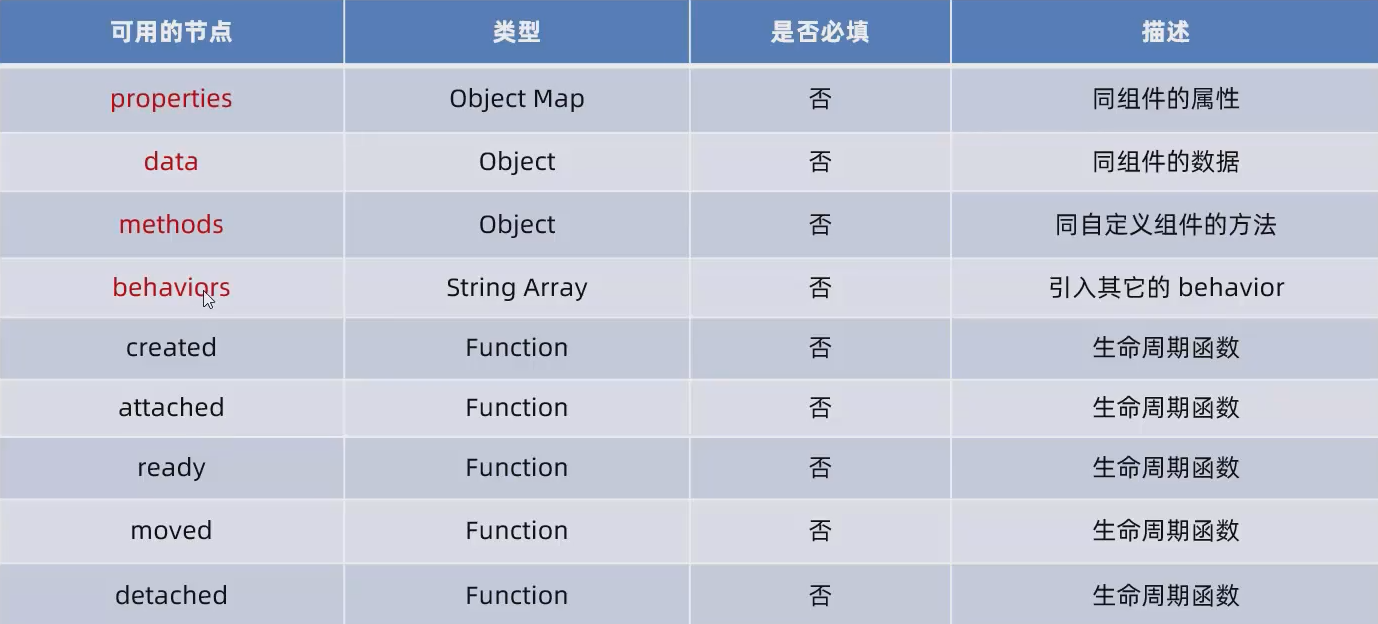 可用的节点 类型 是否必填 描述
properties Object Map 否 同组件的属性
data Object 否 同组件的数据
methods Object 否 同自定义组件的方法
behaviors String Array 否 引入其它的 behavior
created Function 否 生命周期函数
attached Function 否 生命周期函数
ready Function 否 生命周期函数
moved Function 否 生命周期函数
detached Function 否 生命周期函数